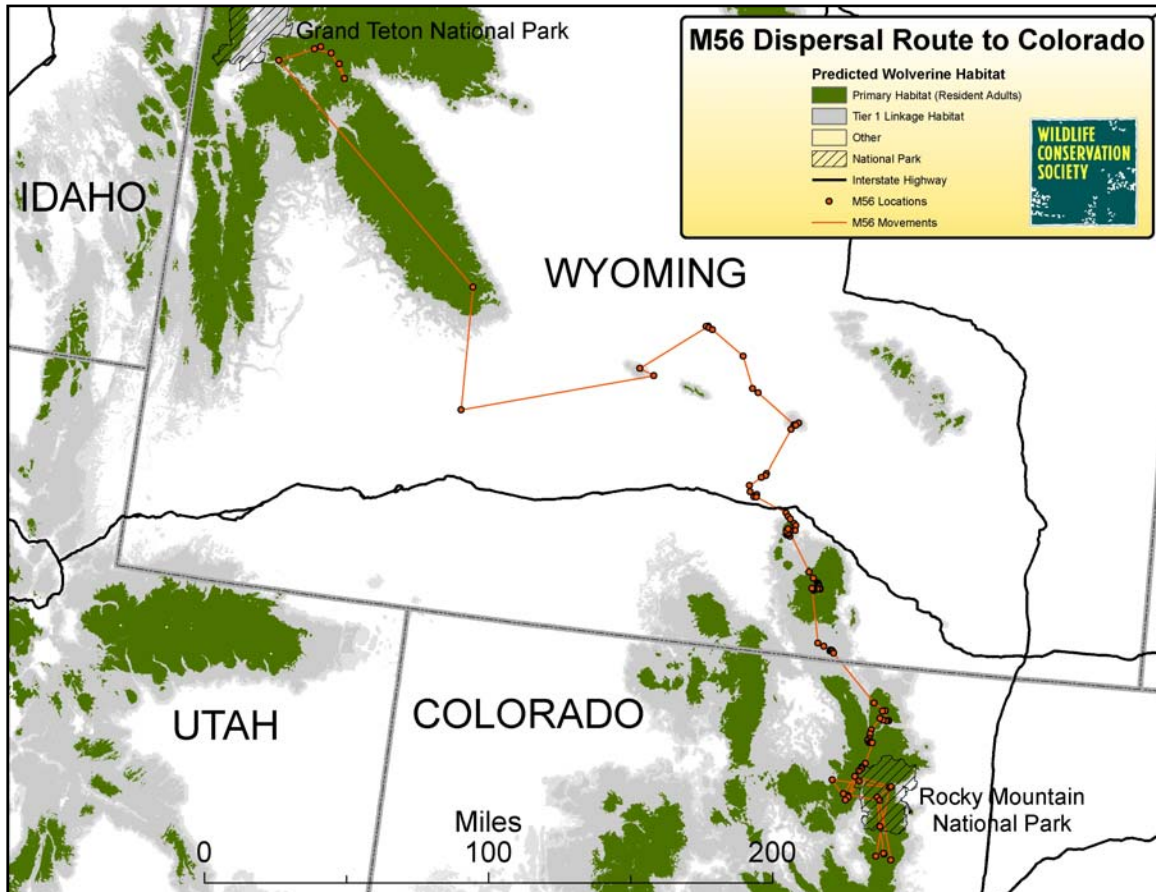 Grand Teton National Park
M56 Dispersal Route to Colorado
Predicted Wolverine Habitat
Primary Habitat (Resident Adults)
Tier 1 Linkage Habitat
Other
National Park
Interstate Highway
M56 Locations
M56 Movements
WILDLIFE
CONSERVATION
SOCIETY
IDAHO
WYOMING
UTAH
COLORADO
Rocky Mountain
National Park
Miles
0 100 200